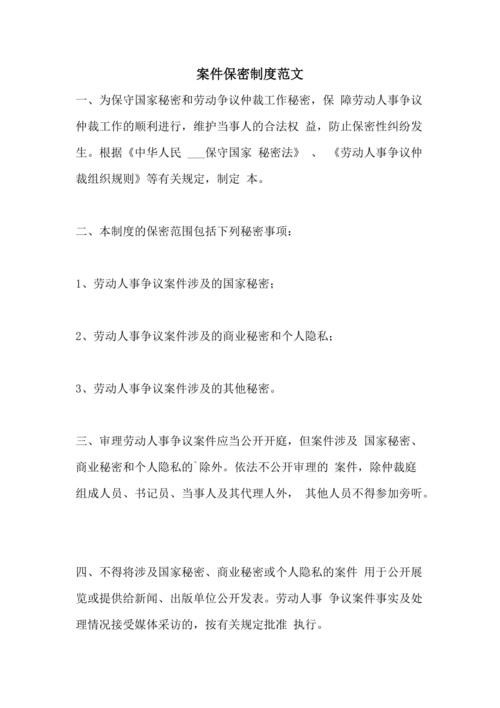 案件保密制度范文
一、为保守国家秘密和劳动争议仲裁工作秘密，保 障劳动人事争议
仲裁工作的顺利进行，维护当事人的合法权 益，防止保密性纠纷发
生。根据《中华人民 ___保守国家 秘密法》 、 《劳动人事争议仲
裁组织规则》等有关规定，制定 本。
二、本制度的保密范围包括下列秘密事项：
1、劳动人事争议案件涉及的国家秘密；
2、劳动人事争议案件涉及的商业秘密和个人隐私；
3、劳动人事争议案件涉及的其他秘密。
三、审理劳动人事争议案件应当公开开庭，但案件涉及 国家秘密、
商业秘密和个人隐私的`除外。依法不公开审理的 案件，除仲裁庭
组成人员、书记员、当事人及其代理人外， 其他人员不得参加旁听。
四、不得将涉及国家秘密、商业秘密或个人隐私的案件 用于公开展
览或提供给新闻、出版单位公开发表。劳动人事 争议案件事实及处
理情况接受媒体采访的，按有关规定批准 执行。